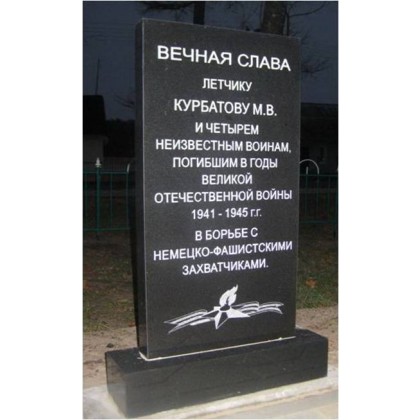 ВЕЧНАЯ СЛАВА
ЛЕТЧИКУ
КУРБАТОВУ М.В.
И ЧЕТЫРЕМ
НЕИЗВЕСТНЫМ ВОИНАМ,
ПОГИБШИМ В ГОДЫ
ВЕЛИКОЙ
ОТЕЧЕСТВЕННОЙ ВОЙНЫ
1941 - 1945 г.г.
В БОРЬБЕ С
НЕМЕЦКО-ФАШИСТСКИМИ
ЗАХВАТЧИКАМИ.